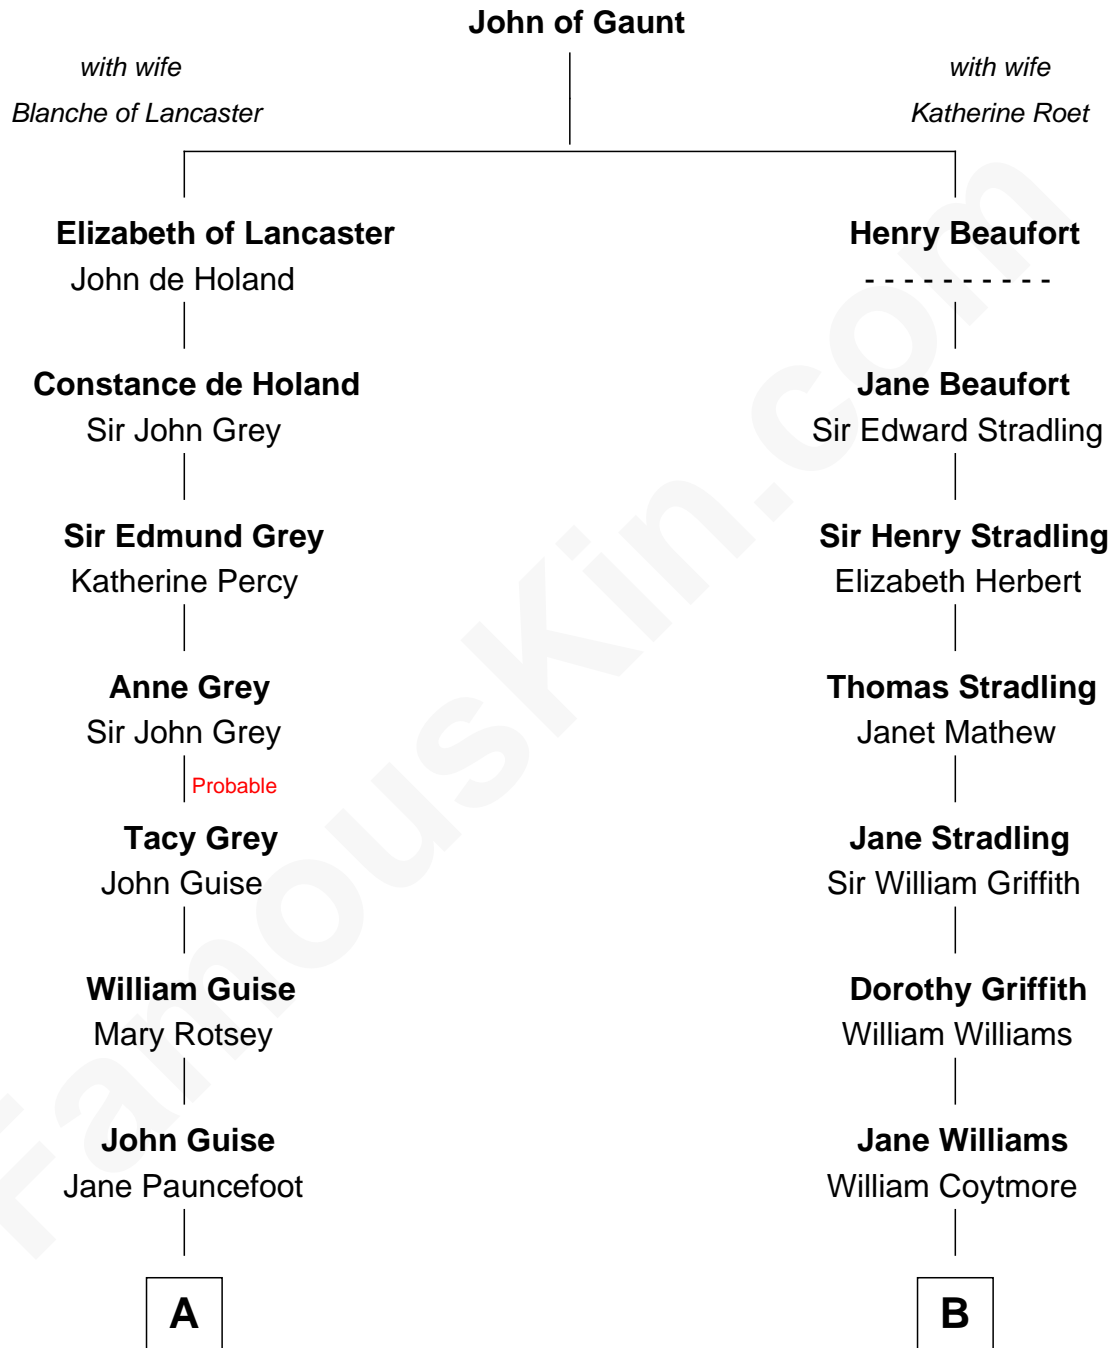 John of Gaunt
with wife
Blanche of Lancaster
with wife
Katherine Roet
Elizabeth of Lancaster
John de Holand
Henry Beaufort
- - - - - - - - - -
Constance de Holand
Sir John Grey
Jane Beaufort
Sir Edward Stradling
Sir Edmund Grey
Katherine Percy
Sir Henry Stradling
Elizabeth Herbert
Anne Grey
Sir John Grey
Thomas Stradling
Janet Mathew
Probable
Tacy Grey
John Guise
Jane Stradling
Sir William Griffith
William Guise
Mary Rotsey
Dorothy Griffith
William Williams
John Guise
Jane Pauncefoot
Jane Williams
William Coytmore
A
B
FamousKin.com